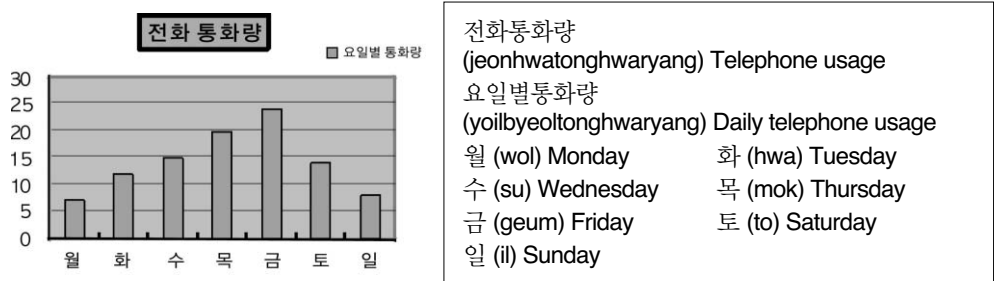 전화 통화량
요일별 통화량
30
25
20
15
10
5
0
월 화 수 목 금 토 일
전화통화량
(jeonhwatonghwaryang) Telephone usage
요일별통화량
(yoilbyeoltonghwaryang) Daily telephone usage
월 (wol) Monday 화 (hwa) Tuesday
수 (su) Wednesday 목 (mok) Thursday
금 (geum) Friday 토 (to) Saturday
일 (il) Sunday